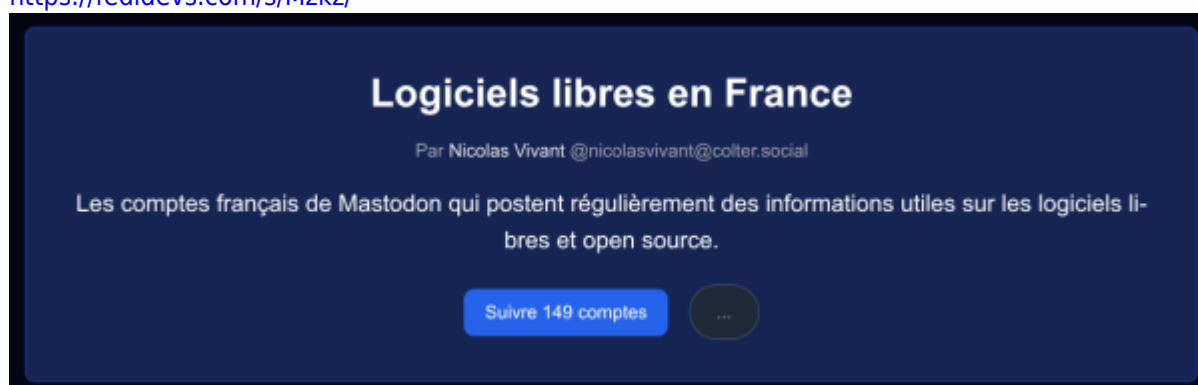 Logiciels libres en France
Par Nicolas Vivant @nicolasvivant@colter.social
Les comptes français de Mastodon qui postent régulièrement des informations utiles sur les logiciels li-
bres et open source.
Suivre 149 comptes
...